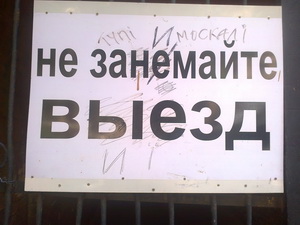 тупі И москалі
не занемайте
выезд
И і